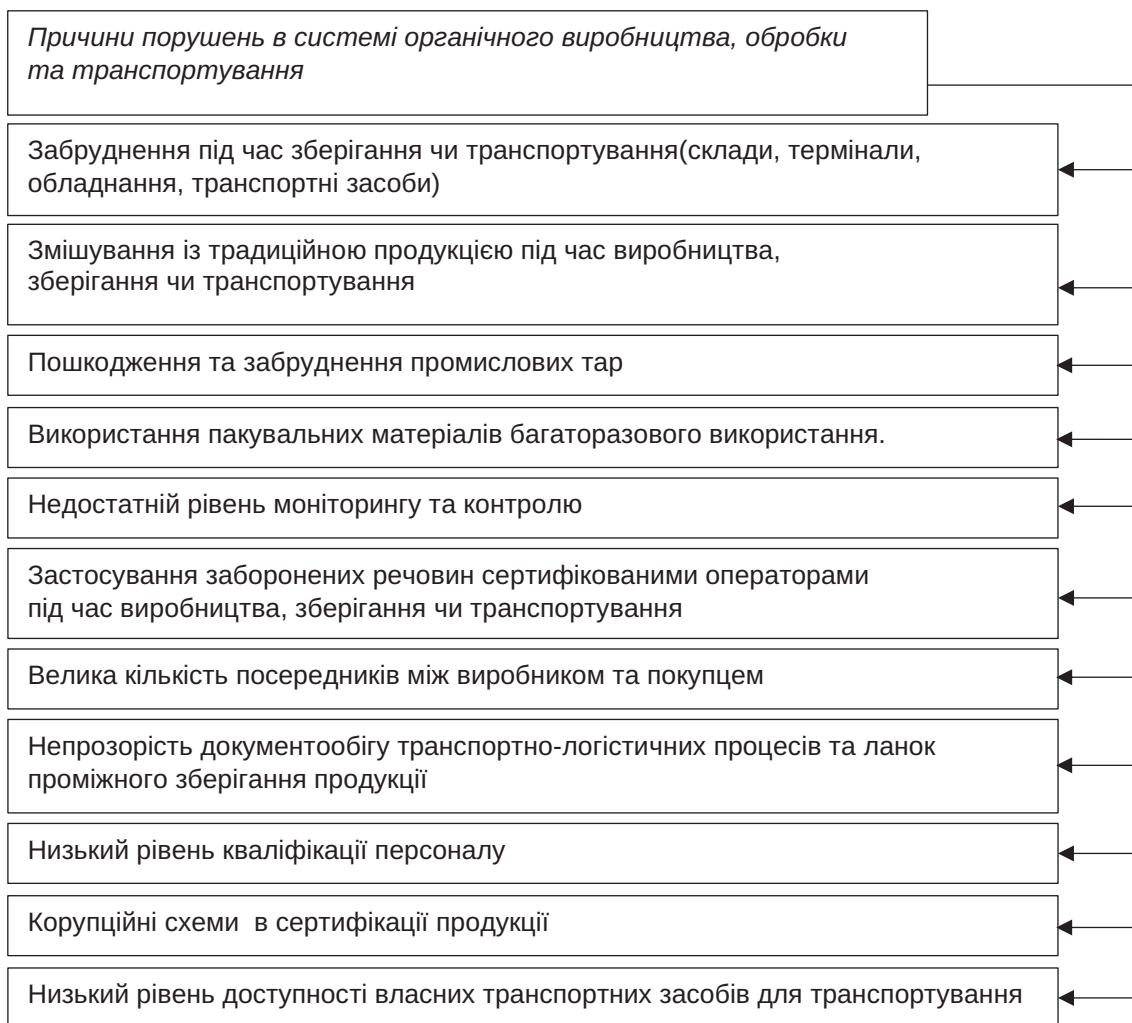 Причини порушень в системі органічного виробництва, обробки
та транспортування
Забруднення під час зберігання чи транспортування(склади, термінали,
обладнання, транспортні засоби)
Змішування із традиційною продукцією під час виробництва,
зберігання чи транспортування
Пошкодження та забруднення промислових тар
Використання пакувальних матеріалів багаторазового використання.
Недостатній рівень моніторингу та контролю
Застосування заборонених речовин сертифікованими операторами
під час виробництва, зберігання чи транспортування
Велика кількість посередників між виробником та покупцем
Непрозорість документообігу транспортно-логістичних процесів та ланок
проміжного зберігання продукції
Низький рівень кваліфікації персоналу
Корупційні схеми  в сертифікації продукції
Низький рівень доступності власних транспортних засобів для транспортування